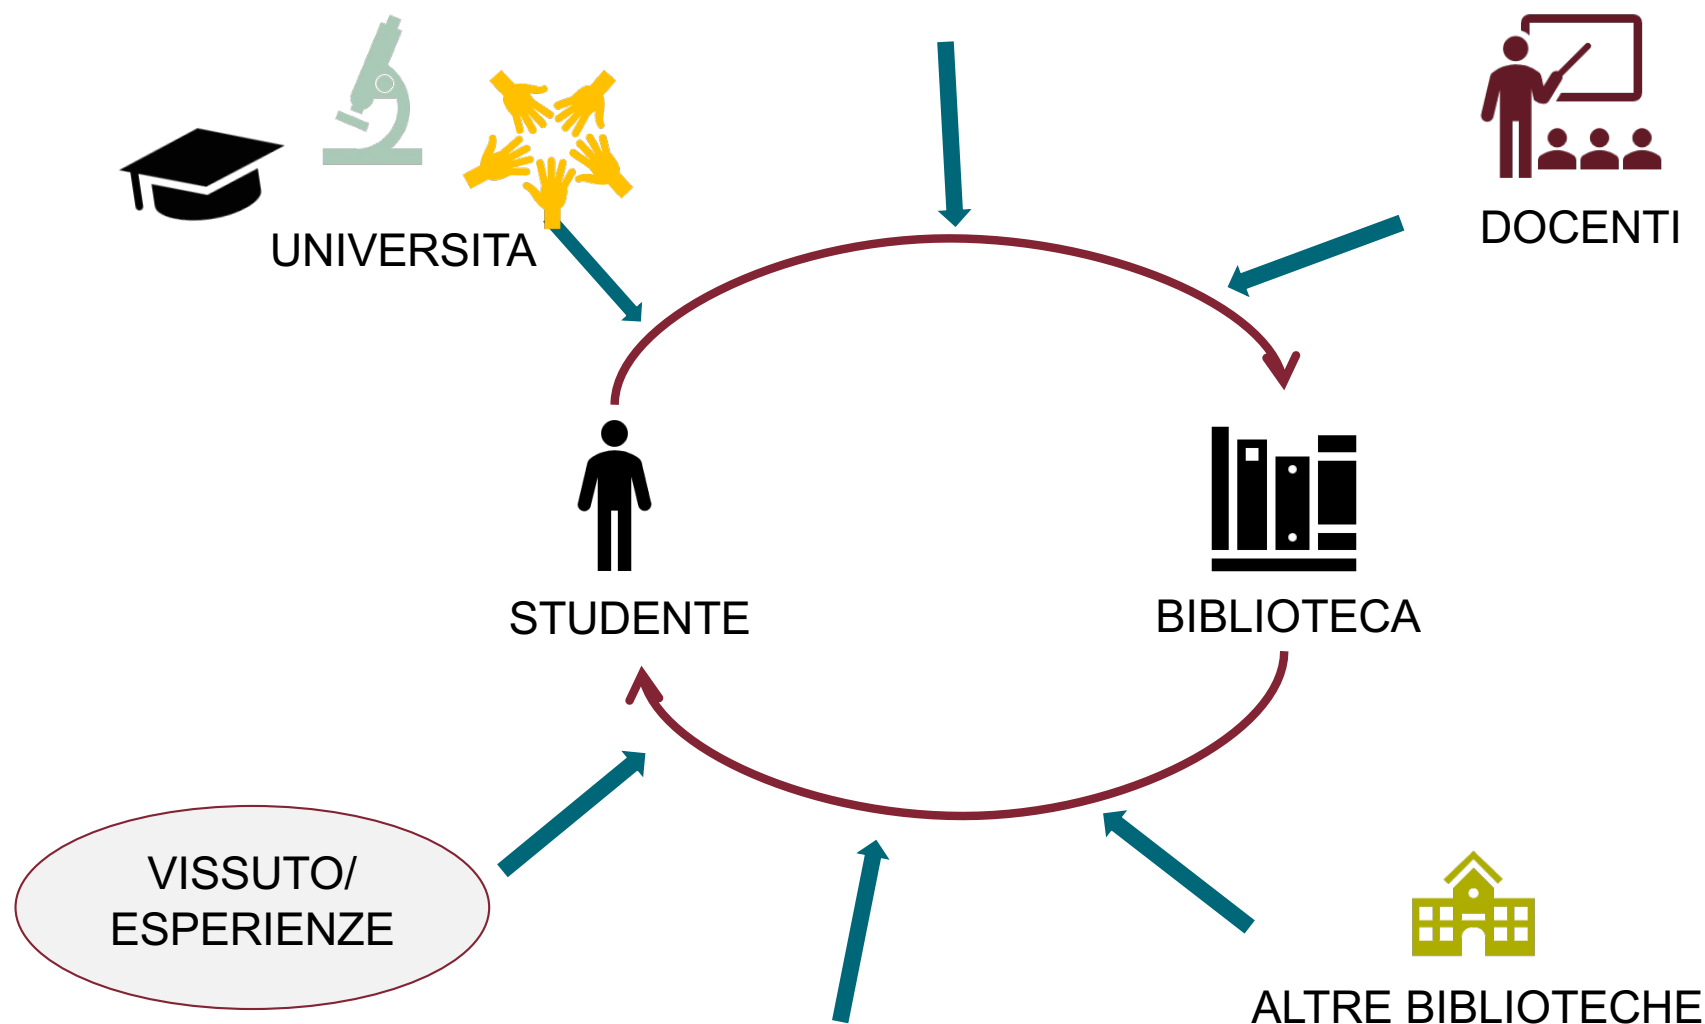 UNIVERSITA
DOCENTI
STUDENTE
BIBLIOTECA
VISSUTO/
ESPERIENZE
ALTRE BIBLIOTECHE